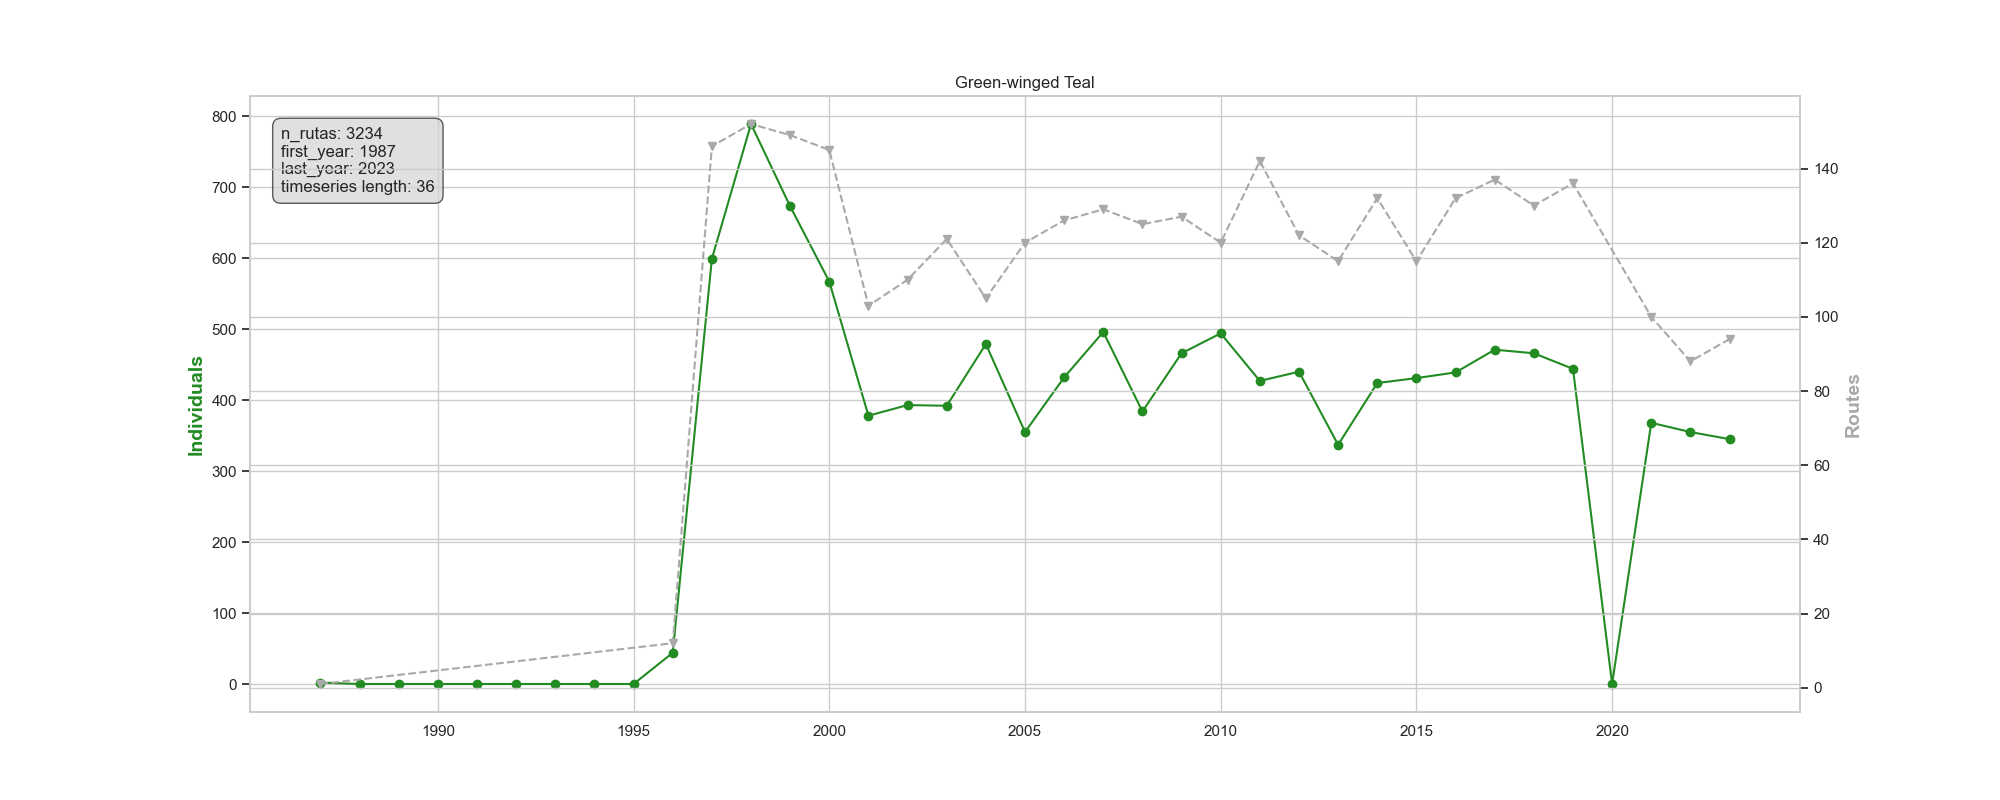 Green-winged Teal
n_rutas: 3234
first_year: 1987
last_year: 2023
timeseries length: 36
Individuals
800
700
600
500
400
300
200
100
0
140
120
100
80
60
40
20
0
Routes
1990 1995 2000 2005 2010 2015 2020